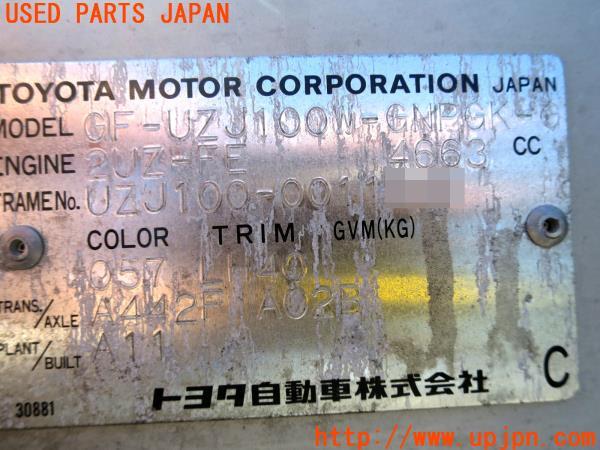 USED PARTS JAPAN
TOYOTA MOTOR CORPORATION JAPAN
MODEL GF-UZJ100W-GNPGK-
ENGINE 2UZ-FE 4663 CC
FRAME No. UZJ100-0011
COLOR TRIM GVM(KG)
057 LH40
TRANS./AXLE A442F A02B
PLANT/BUILT A11
トヨタ自動車株式会社 C
30881
(C)UPJ http://www.upjpn.com